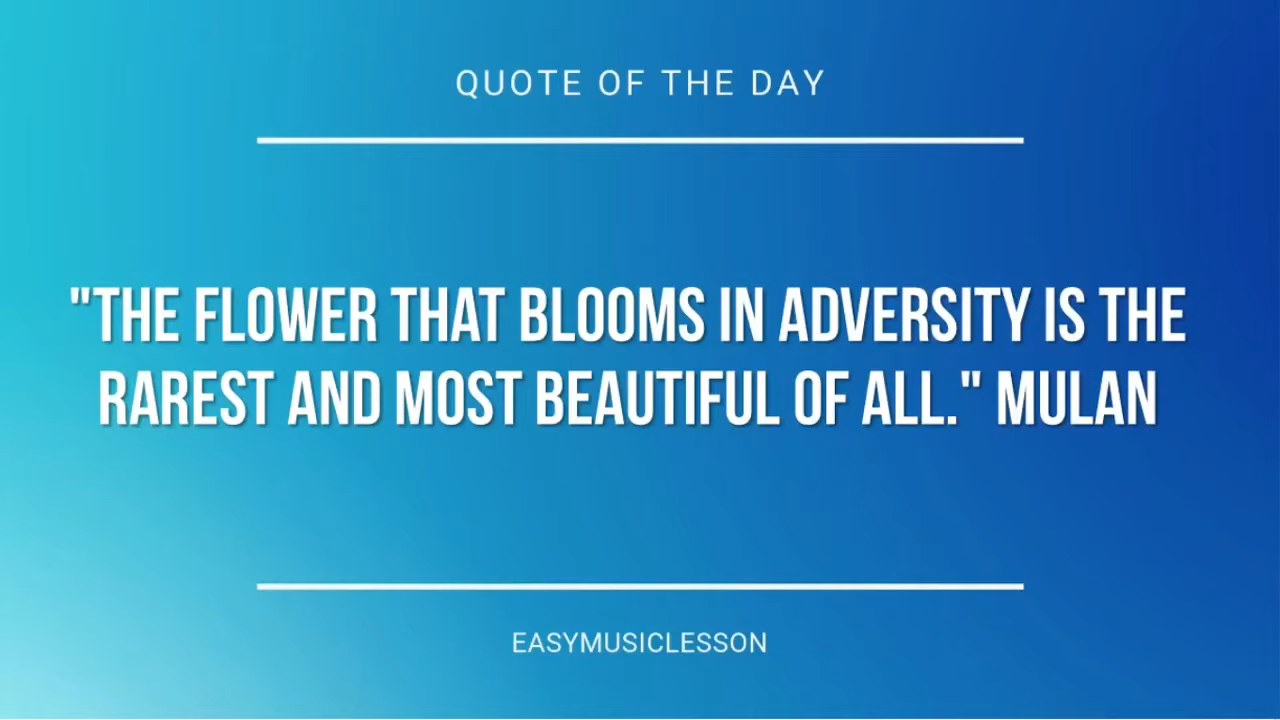 QUOTE OF THE DAY
"THE FLOWER THAT BLOOMS IN ADVERSITY IS THE
RAREST AND MOST BEAUTIFUL OF ALL." MULAN
EASYMUSICLESSON